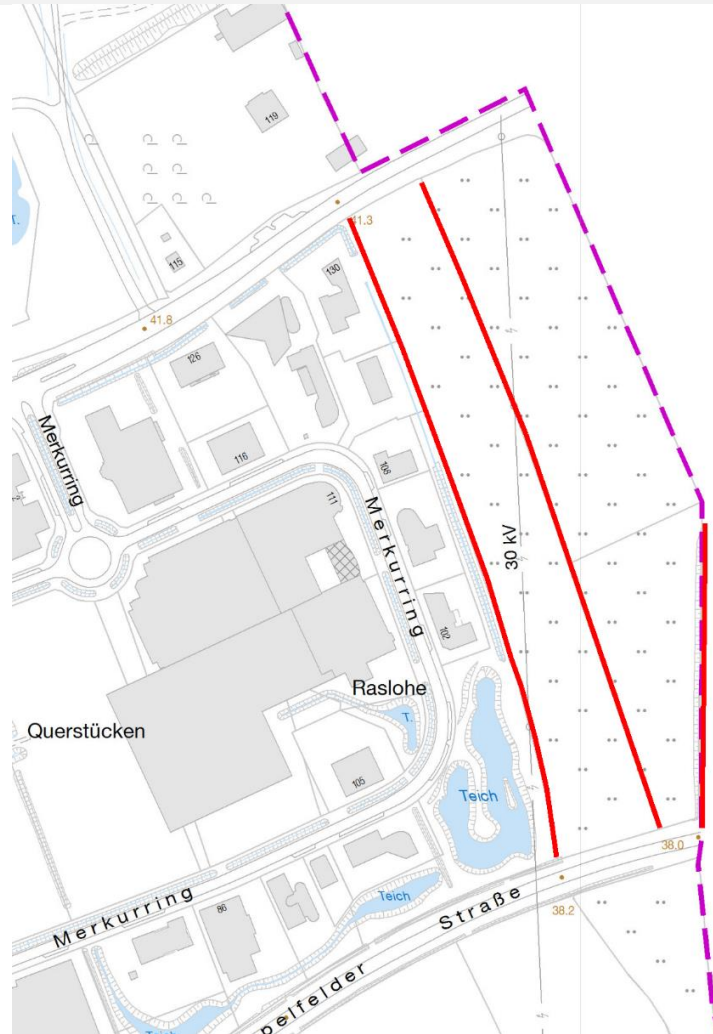 119
T.
41.3
115
130
41.8
126
Merkurring
116
108
111
Merkurring
30 kV
102
Raslohe
T.
Querstücken
105
Teich
38.0
Merkurring
86
Teich
Straße
38.2
pelfelder
Teich